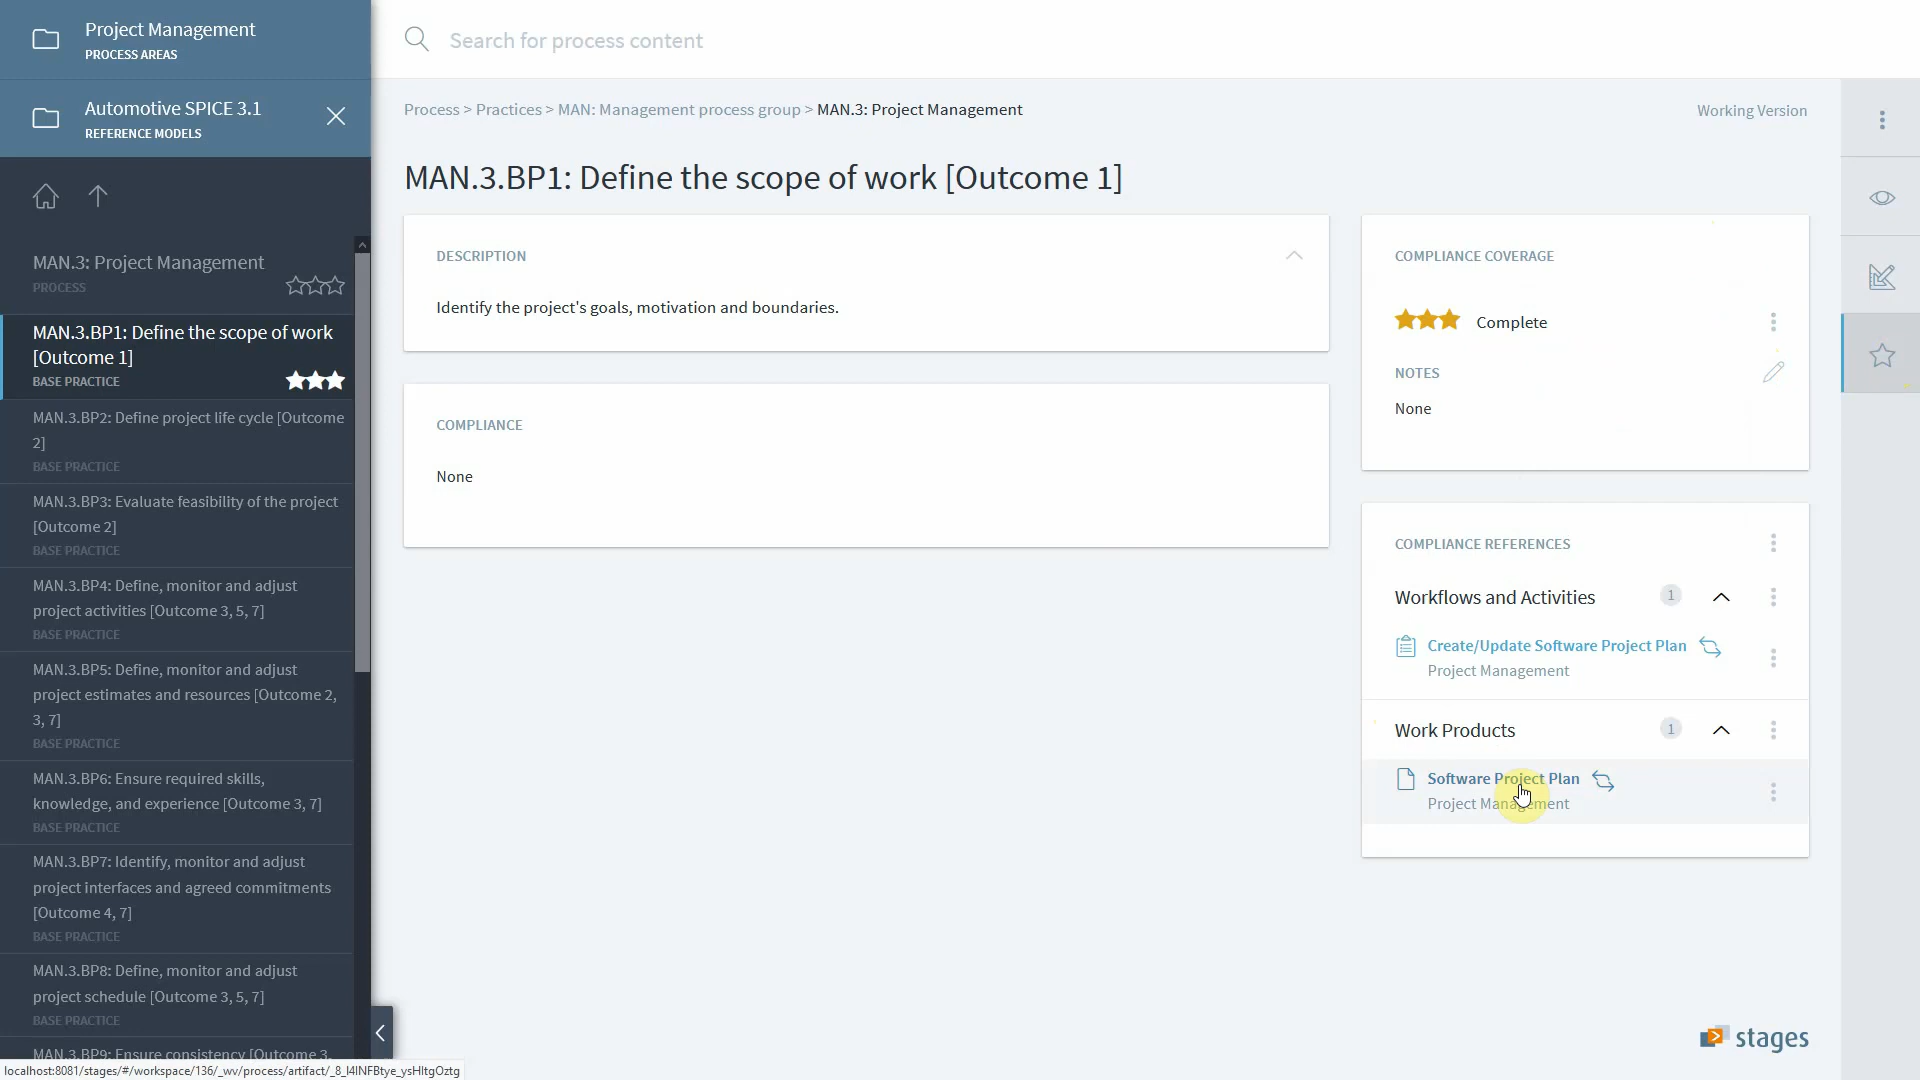 Project Management
PROCESS AREAS
Automotive SPICE 3.1
REFERENCE MODELS
MAN.3: Project Management
PROCESS
MAN.3.BP1: Define the scope of work
[Outcome 1]
BASE PRACTICE
MAN.3.BP2: Define project life cycle [Outcome
2]
BASE PRACTICE
MAN.3.BP3: Evaluate feasibility of the project
[Outcome 2]
BASE PRACTICE
MAN.3.BP4: Define, monitor and adjust
project activities [Outcome 3, 5, 7]
BASE PRACTICE
MAN.3.BP5: Define, monitor and adjust
project estimates and resources [Outcome 2,
3, 7]
BASE PRACTICE
MAN.3.BP6: Ensure required skills,
knowledge, and experience [Outcome 3, 7]
BASE PRACTICE
MAN.3.BP7: Identify, monitor and adjust
project interfaces and agreed commitments
[Outcome 4, 7]
BASE PRACTICE
MAN.3.BP8: Define, monitor and adjust
project schedule [Outcome 3, 5, 7]
BASE PRACTICE
MAN.3.BP9: Ensure consistency [Outcome 3,
localhost:8081/stages/#/workspace/136/_wv/process/artifact/_8_I4INFBtye_ysHItgOztg
Search for process content
Process > Practices > MAN: Management process group > MAN.3: Project Management
Working Version
MAN.3.BP1: Define the scope of work [Outcome 1]
DESCRIPTION
Identify the project's goals, motivation and boundaries.
COMPLIANCE
None
COMPLIANCE COVERAGE
Complete
NOTES
None
COMPLIANCE REFERENCES
Workflows and Activities 1
Create/Update Software Project Plan
Project Management
Work Products 1
Software Project Plan
Project Management
stages